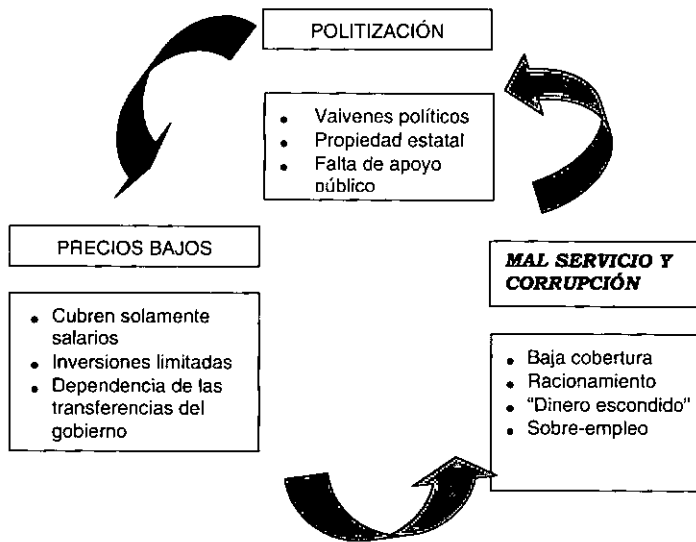 POLITIZACIÓN
• Vaivenes políticos
• Propiedad estatal
• Falta de apoyo
público
PRECIOS BAJOS
• Cubren solamente
salarios
• Inversiones limitadas
• Dependencia de las
transferencias del
gobierno
MAL SERVICIO Y
CORRUPCIÓN
• Baja cobertura
• Racionamiento
• "Dinero escondido"
• Sobre-empleo